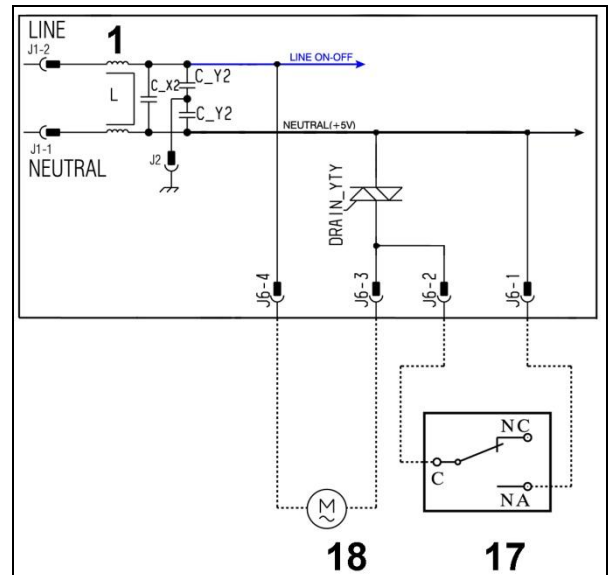 LINE
1
J1-2
LINE ON-OFF
C_Y2
C_X2
L
C_Y2
NEUTRAL(+5V)
J1-1
J2
NEUTRAL
DRAIN_YTY
J6-4
J6-3
J6-2
J6-1
NC
C
NA
M
18
17